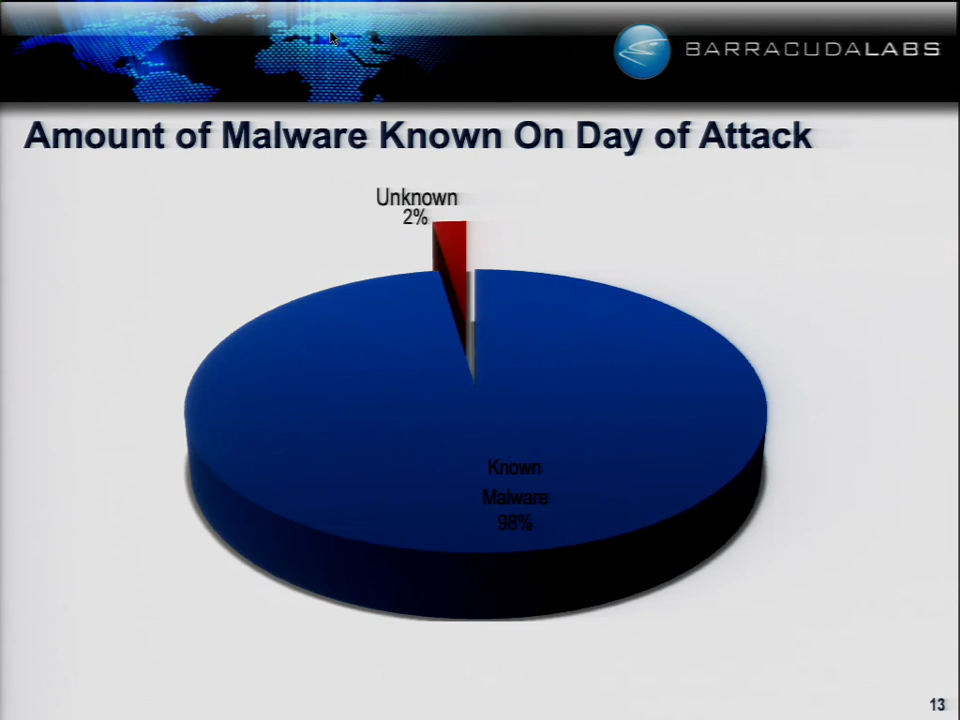 BARRACUDALABS
Amount of Malware Known On Day of Attack
Unknown
2%
Known
Malware
98%
13